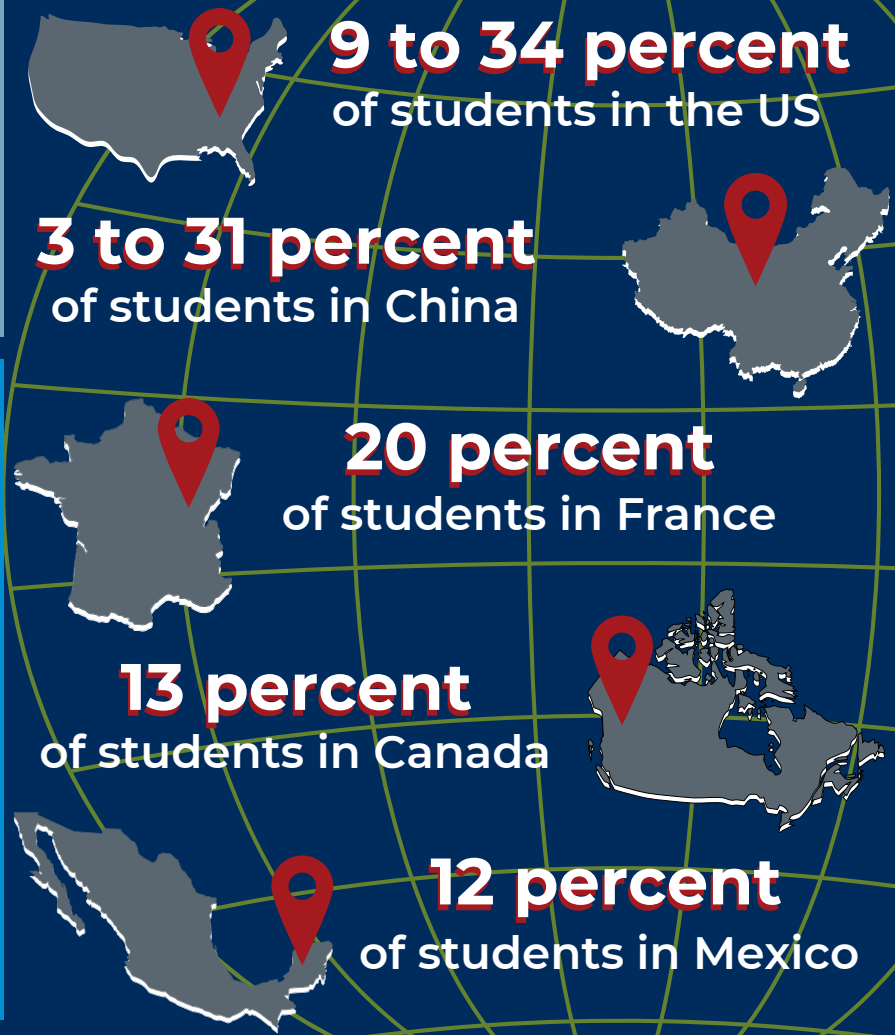 9 to 34 percent
of students in the US
3 to 31 percent
of students in China
20 percent
of students in France
13 percent
of students in Canada
12 percent
of students in Mexico